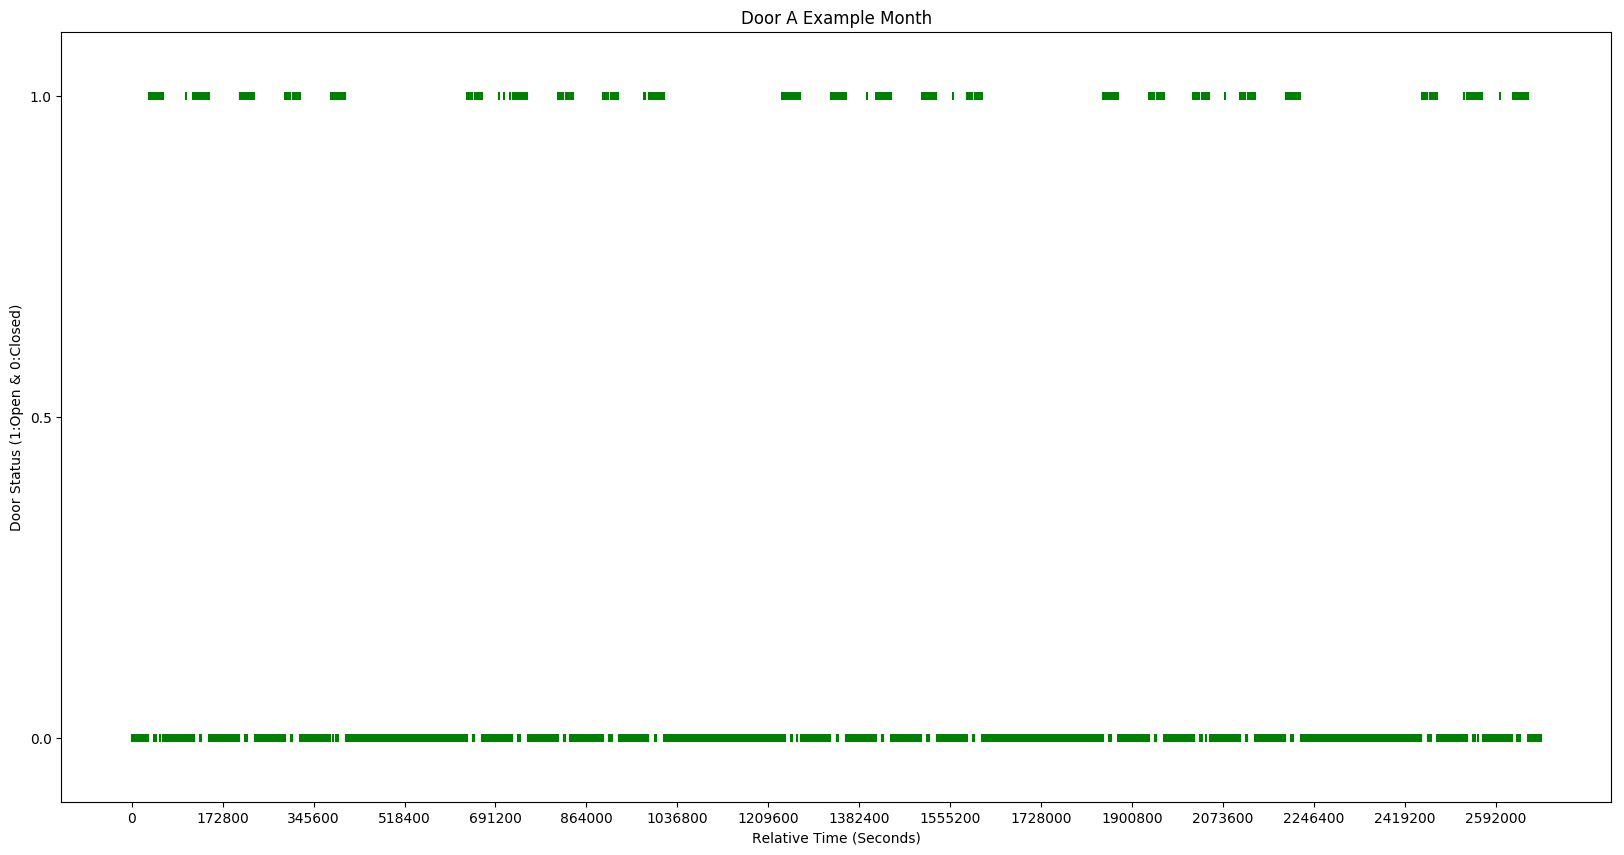 Door A Example Month
1.0
0.5
0.0
Door Status (1:Open & 0:Closed)
0 172800 345600 518400 691200 864000 1036800 1209600 1382400 1555200 1728000 1900800 2073600 2246400 2419200 2592000
Relative Time (Seconds)